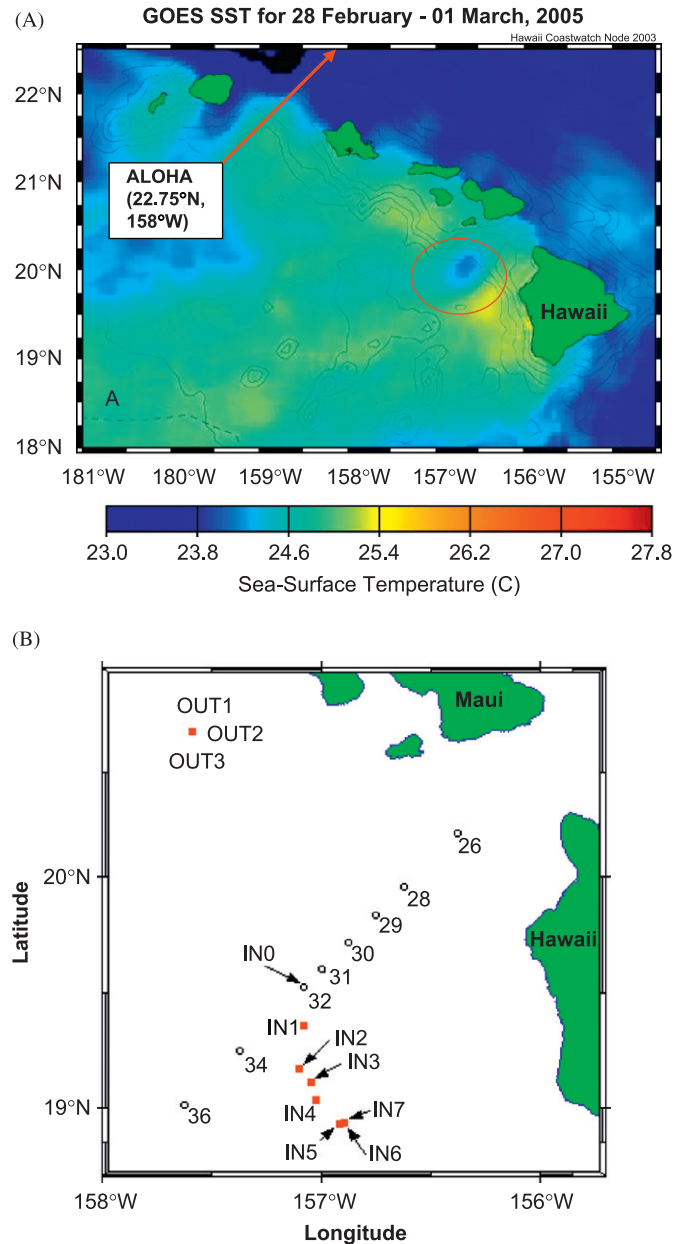 (A)
GOES SST for 28 February - 01 March, 2005
Hawaii Coastwatch Node 2003
22°N
21°N
20°N
19°N
18°N
ALOHA
(22.75°N,
158°W)
Hawaii
A
181°W 180°W 159°W 158°W 157°W 156°W 155°W
23.0 23.8 24.6 25.4 26.2 27.0 27.8
Sea-Surface Temperature (C)
(B)
OUT1
OUT2
OUT3
Maui
26
28
29
30
31
32
IN0
Hawaii
IN1
IN2
IN3
34
IN4
36
IN7
IN5
IN6
20°N
19°N
Latitude
158°W 157°W 156°W
Longitude